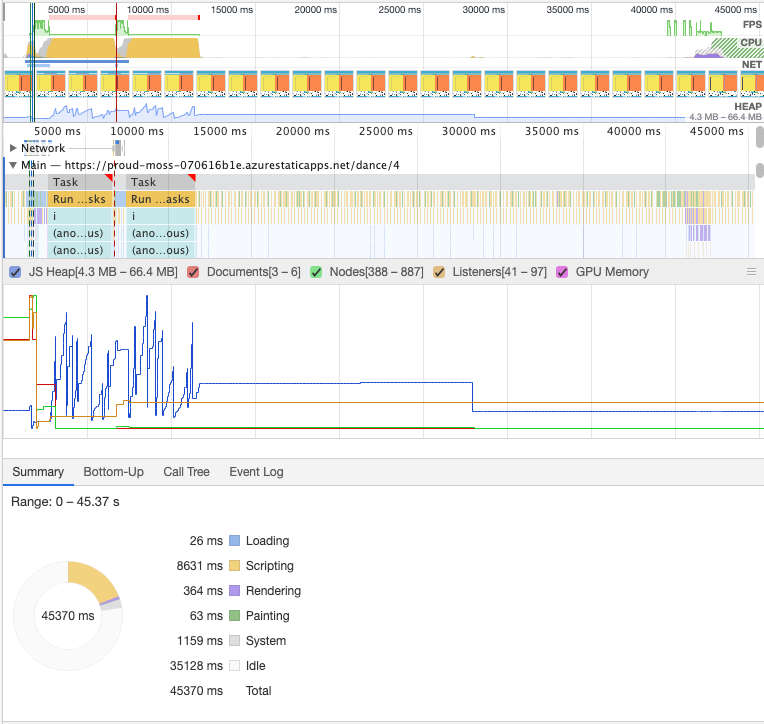 5000 ms 10000 ms 15000 ms 20000 ms 25000 ms 30000 ms 35000 ms 40000 ms 45000 ms
FPS
CPU
NET
HEAP
4.3 MB – 66.4 MB
5000 ms 10000 ms 15000 ms 20000 ms 25000 ms 30000 ms 35000 ms 40000 ms 45000 ms
Network
Main — https://proud-moss-070616b1e.azurestaticapps.net/dance/4
Task Task
Run ...sks Run ...asks
i i
(ano...us) (ano...ous)
(ano...us) (ano...ous)
JS Heap[4.3 MB – 66.4 MB] Documents[3 – 6] Nodes[388 – 887] Listeners[41 – 97] GPU Memory
Summary Bottom-Up Call Tree Event Log
Range: 0 – 45.37 s
26 ms Loading
8631 ms Scripting
364 ms Rendering
63 ms Painting
45370 ms
1159 ms System
35128 ms Idle
45370 ms Total